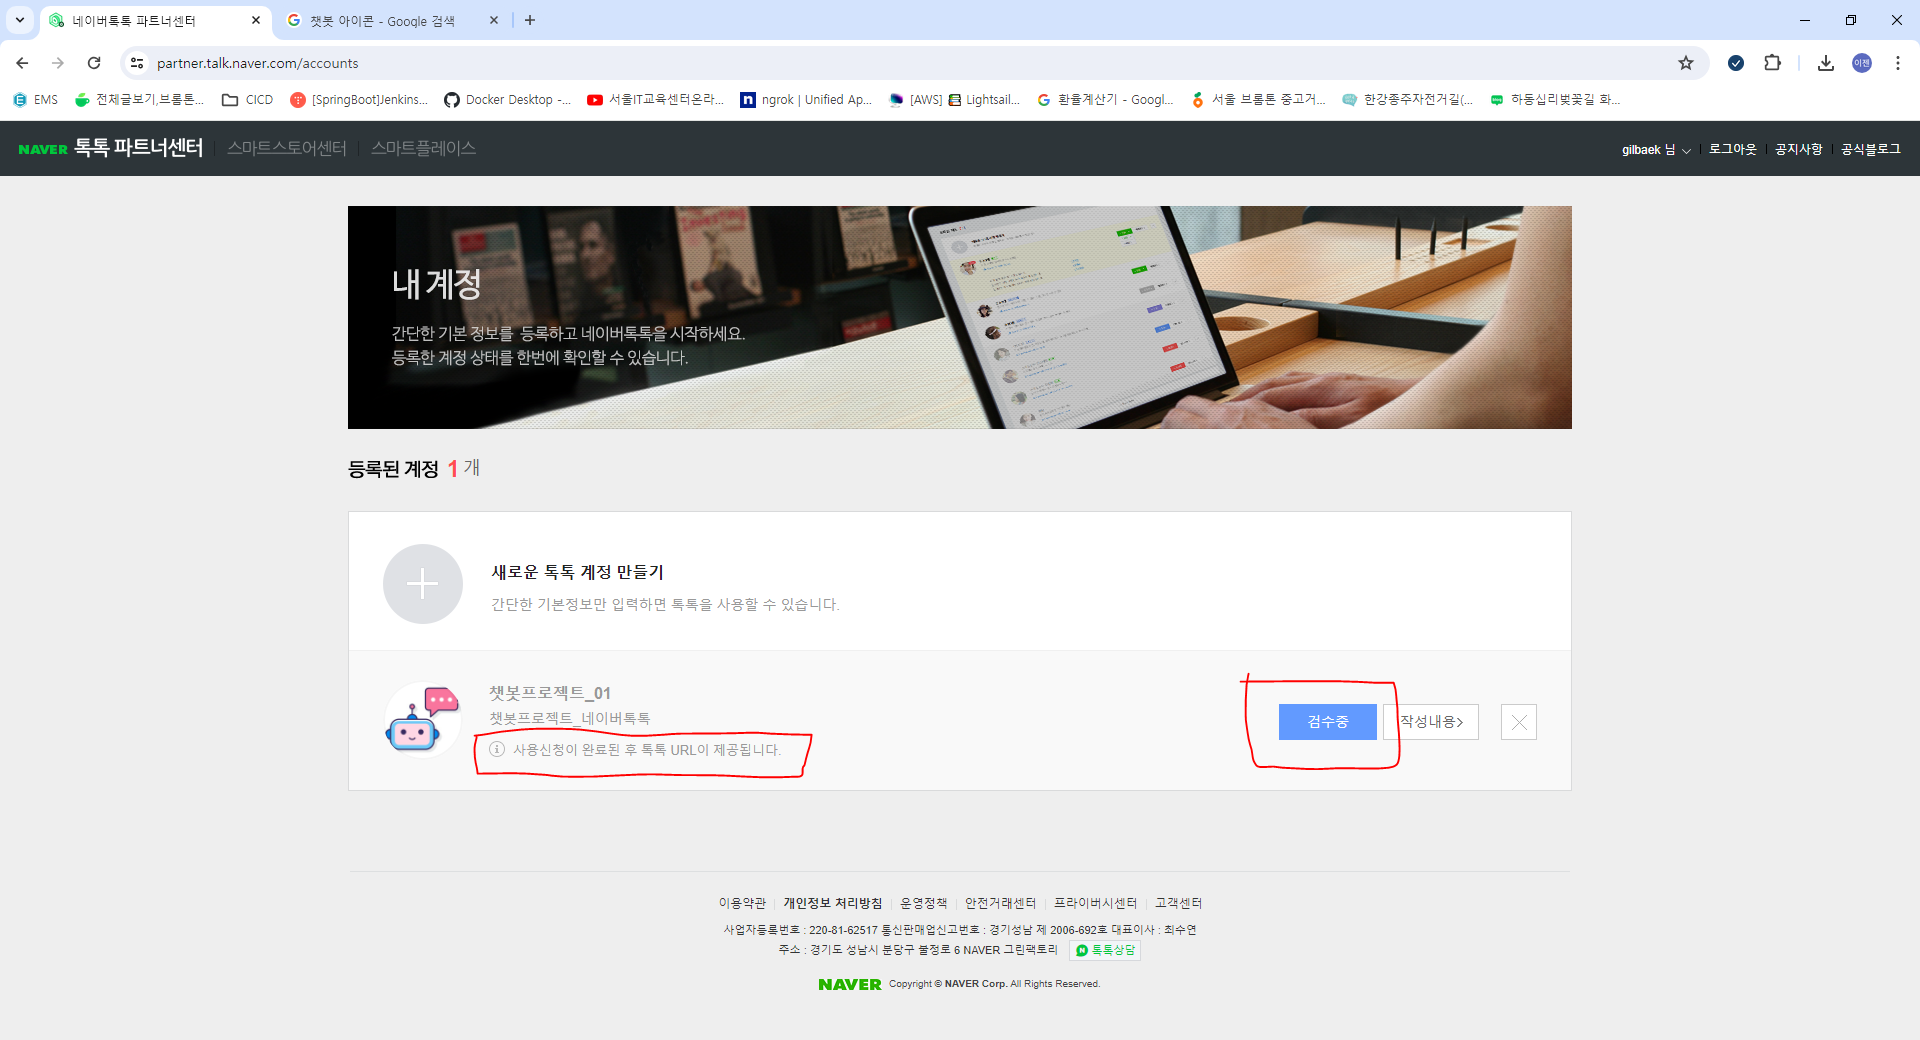 네이버톡톡 파트너센터
챗봇 아이콘 - Google 검색
partner.talk.naver.com/accounts
이젠
EMS
전체글보기,브롬톤...
CICD
[SpringBoot]Jenkins...
Docker Desktop -...
서울IT교육센터온라...
ngrok | Unified Ap...
[AWS] Lightsail...
환율계산기 - Googl...
서울 브롬톤 중고거...
한강종주자전거길(...
하동십리벚꽃길 화...
NAVER 톡톡 파트너센터
스마트스토어센터
스마트플레이스
gilbaek 님
로그아웃
공지사항
공식블로그
내 계정
간단한 기본 정보를 등록하고 네이버톡톡을 시작하세요.
등록한 계정 상태를 한번에 확인할 수 있습니다.
등록된 계정 1 개
새로운 톡톡 계정 만들기
간단한 기본정보만 입력하면 톡톡을 사용할 수 있습니다.
챗봇프로젝트_01
챗봇프로젝트_네이버톡톡
사용신청이 완료된 후 톡톡 URL이 제공됩니다.
검수중
작성내용>
이용약관
개인정보 처리방침
운영정책
안전거래센터
프라이버시센터
고객센터
사업자등록번호 : 220-81-62517 통신판매업신고번호 : 경기성남 제 2006-692호 대표이사 : 최수연
주소 : 경기도 성남시 분당구 불정로 6 NAVER 그린팩토리
톡톡상담
NAVER Copyright © NAVER Corp. All Rights Reserved.